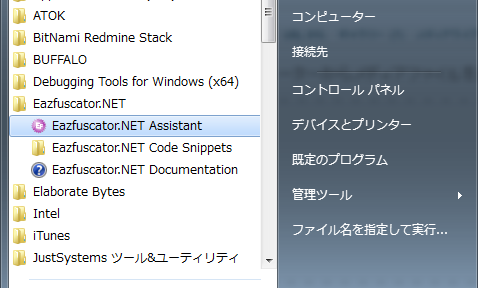 ATOK
BitNami Redmine Stack
BUFFALO
Debugging Tools for Windows (x64)
Eazfuscator.NET
Eazfuscator.NET Assistant
Eazfuscator.NET Code Snippets
Eazfuscator.NET Documentation
Elaborate Bytes
Intel
iTunes
JustSystems ツール&ユーティリティ
コンピューター
接続先
コントロール パネル
デバイスとプリンター
既定のプログラム
管理ツール
ファイル名を指定して実行...